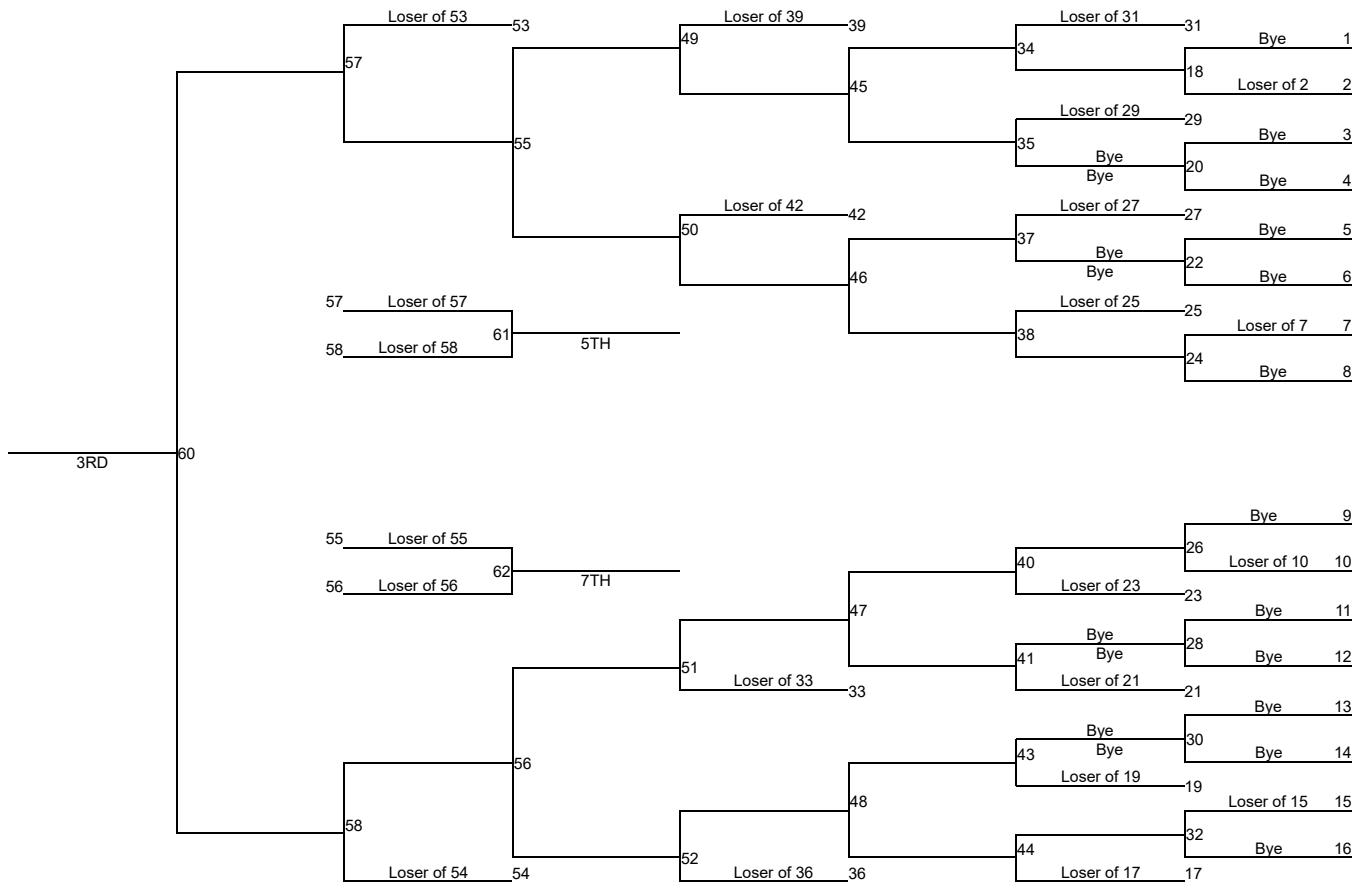 Loser of 53 53 Loser of 39 39 Loser of 31 31
Bye 1
49 34
57 18
45 Loser of 2 2
Loser of 29 29
Bye 3
55 35
Bye 20
Bye
Bye 4
Loser of 42 42 Loser of 27 27
50 37 Bye 5
Bye 22
Bye
46 Bye 6
57 Loser of 57 Loser of 25 25
61 38 Loser of 7 7
5TH
58 Loser of 58 24
Bye 8
60
3RD
Bye 9
55 Loser of 55 26
62 40 Loser of 10 10
7TH
56 Loser of 56 Loser of 23 23
47 Bye 11
Bye 28
Bye
51 41 Bye 12
Loser of 33 33 Loser of 21 21
Bye 13
Bye 30
Bye
56 43 Bye 14
Loser of 19 19
48 Loser of 15 15
58 32
52 44 Bye 16
Loser of 54 54 Loser of 36 36 Loser of 17 17